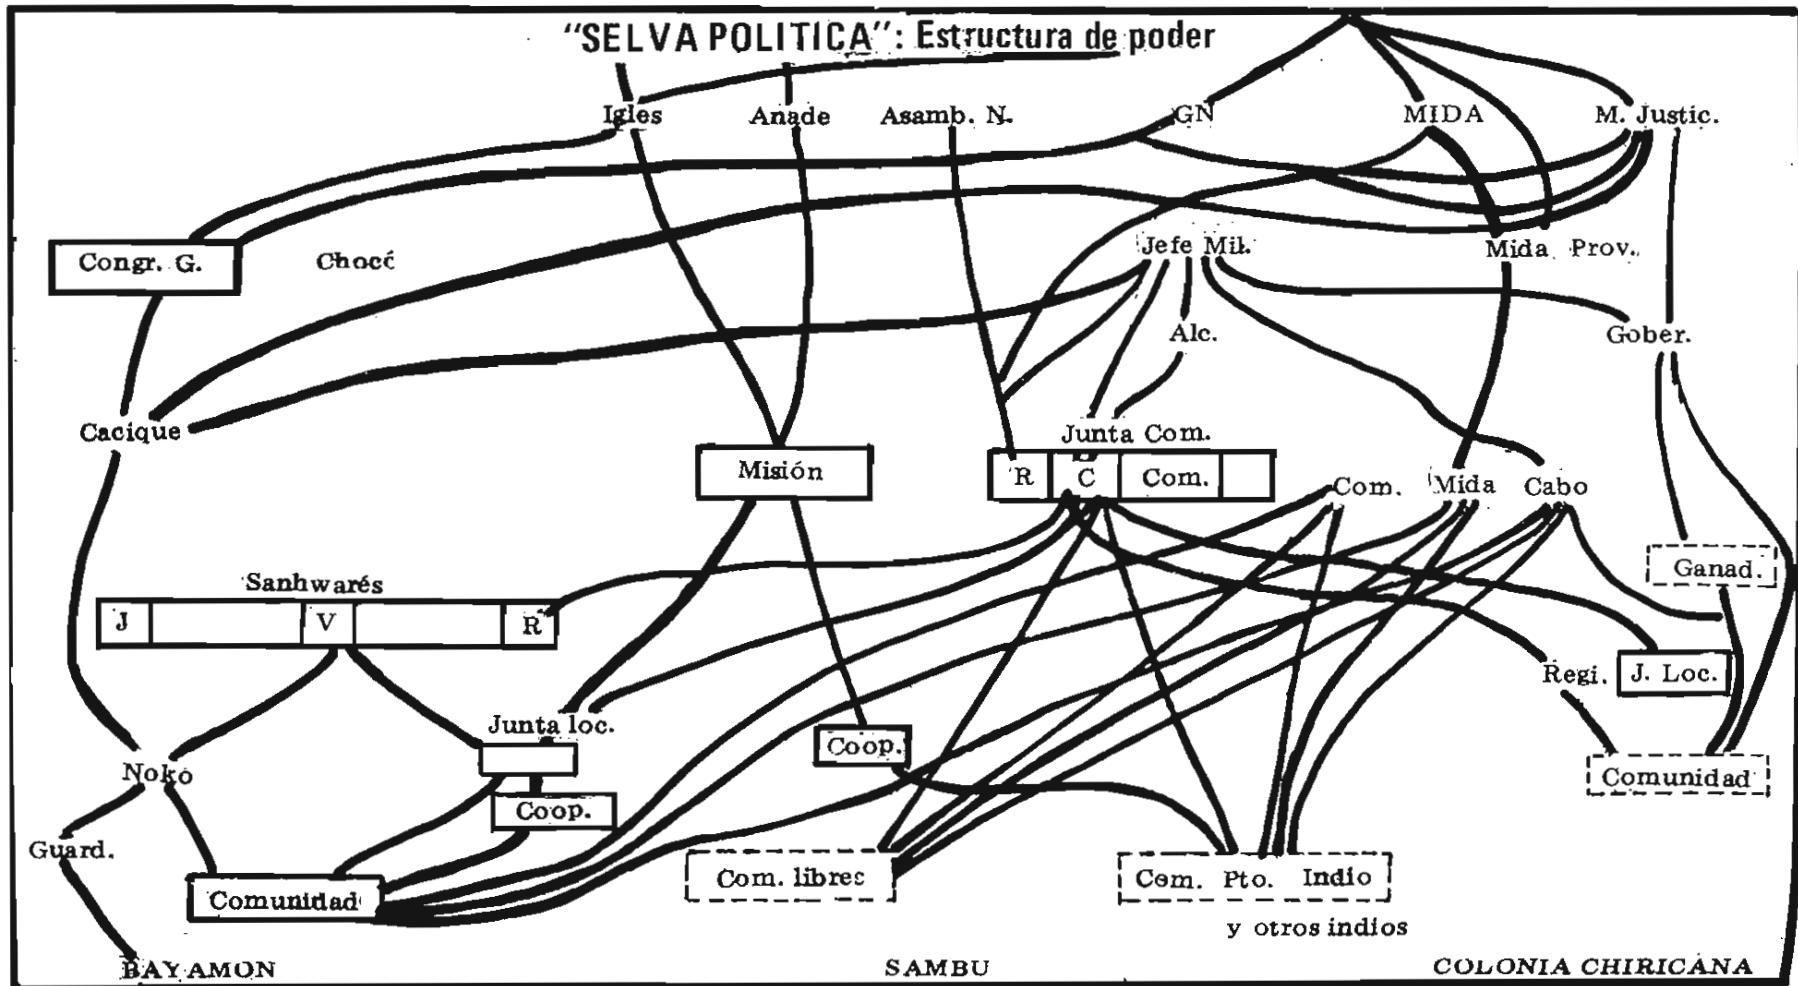 "SELVA POLITICA": Estructura de poder
Igles Anade Asamb. N. GN MIDA M. Justic.
Congr. G. Chocć Jefe Mil. Mida Prov.
Alc. Gober.
Cacique Junta Com.
Misión R C Com. Com. Mida Cabo
Ganad.
Sanhwarés
J V R
Regi. J. Loc.
Junta loc.
Coop.
Nokó Comunidad
Coop.
Guard.
Comunidad Com. libres Com. Pto. Indio
y otros indios
BAYAMON SAMBU COLONIA CHIRICANA